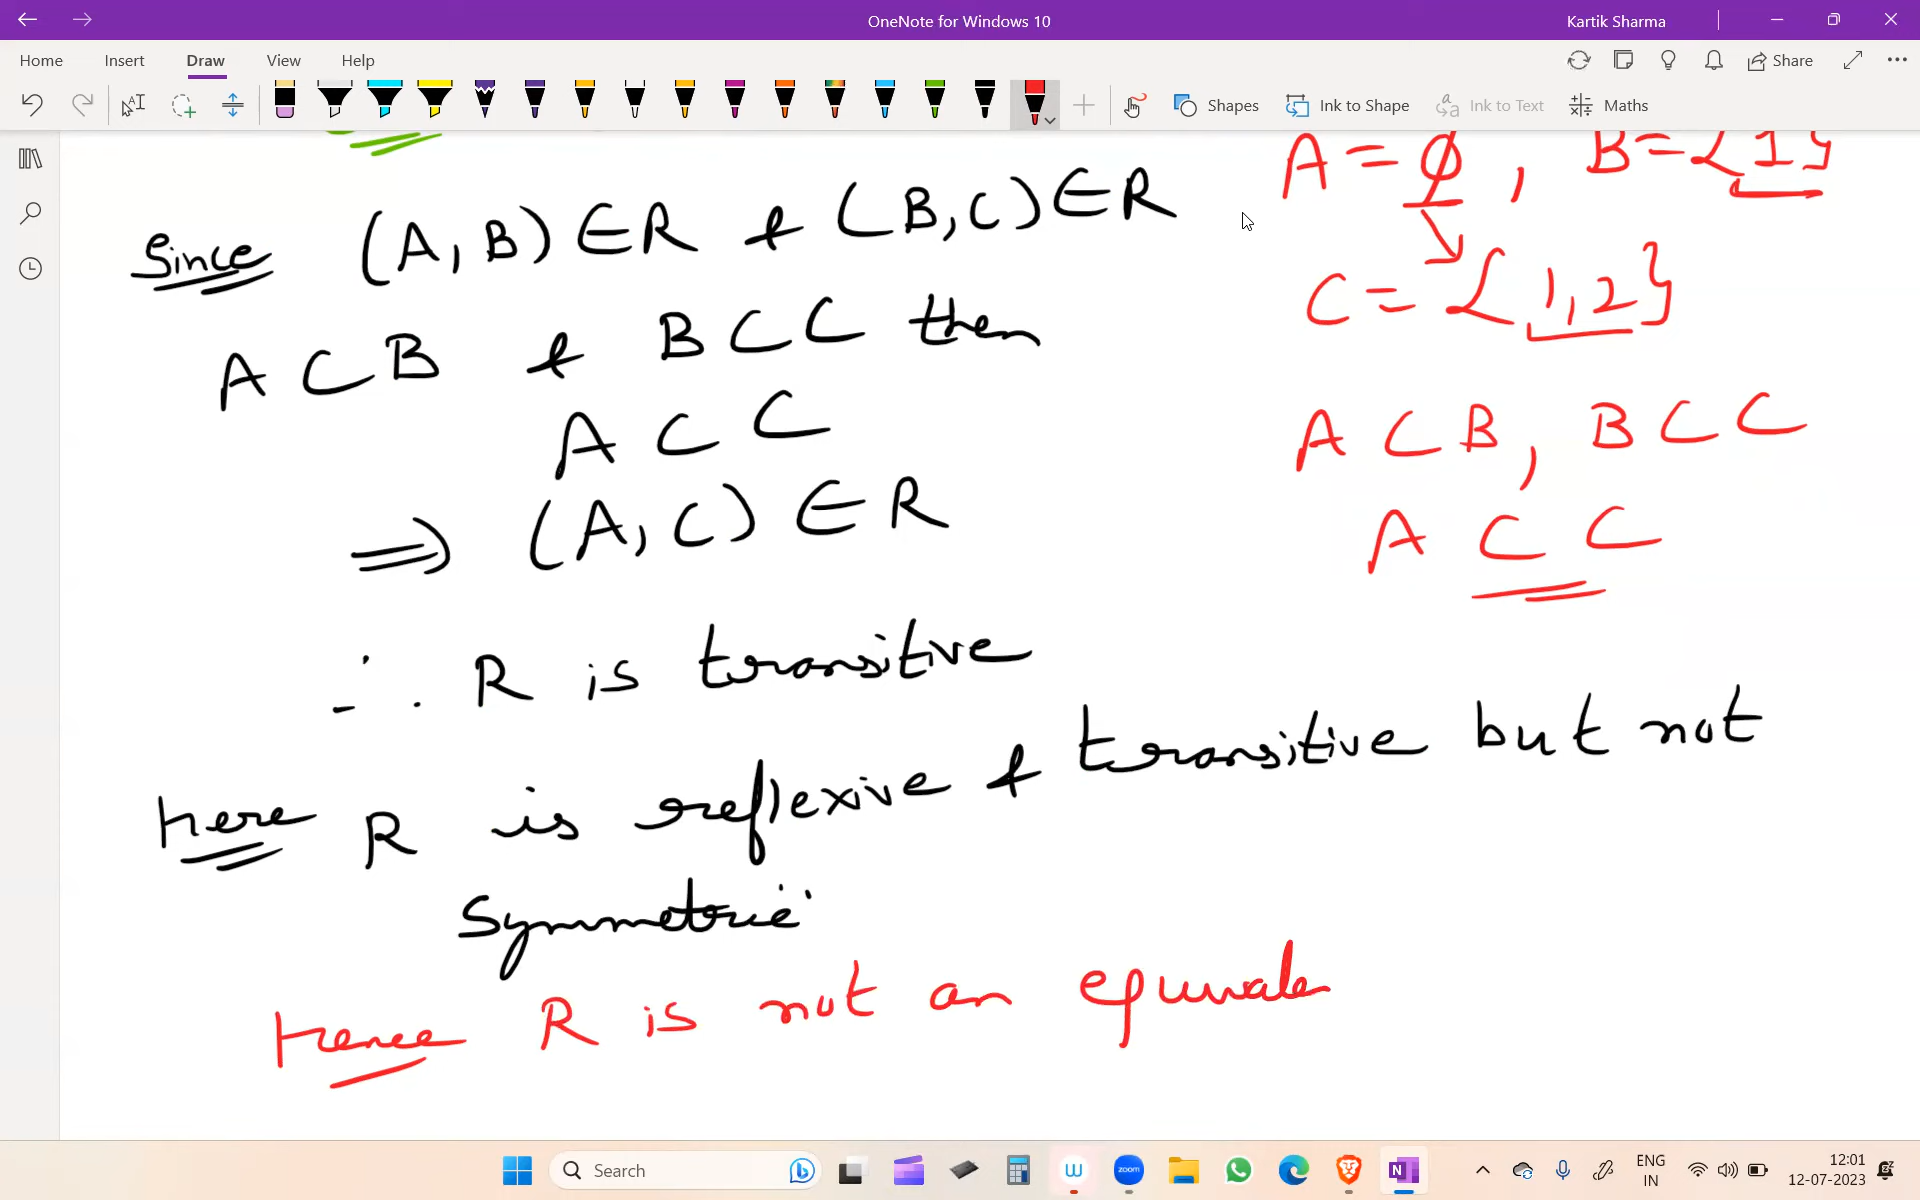 OneNote for Windows 10
Kartik Sharma
Home Insert Draw View Help
Share
Shapes Ink to Shape Ink to Text Maths
A = ϕ , B = {1}
Since (A, B) ∈ R & (B, C) ∈ R
C = {1, 2}
A ⊂ B & B ⊂ C then
A ⊂ C
A ⊂ B, B ⊂ C
⇒ (A, C) ∈ R
A ⊂ C
∴ R is transitive
here R is reflexive & transitive but not
symmetric
Hence R is not an equivale
Search
zoom
ENG
IN
12:01
12-07-2023